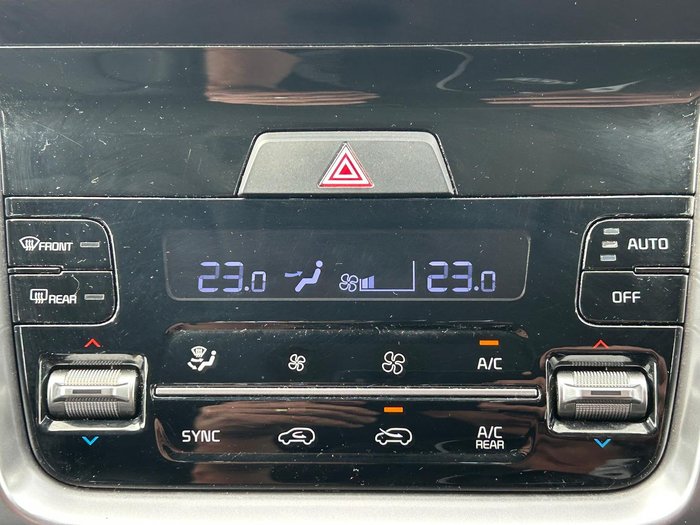 FRONT
AUTO
23.0
23.0
REAR
OFF
A/C
SYNC
A/C
REAR